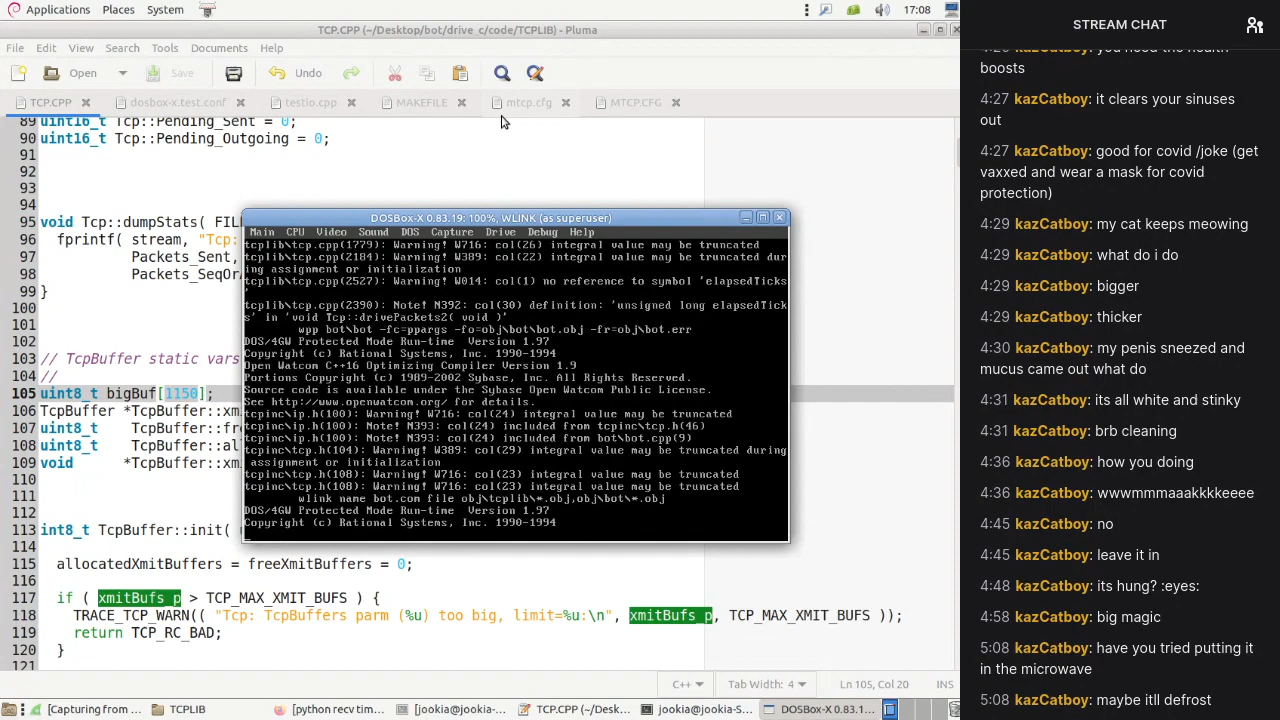 Applications Places System 17:08
TCP.CPP (~/Desktop/bot/drive_c/code/TCPLIB) - Pluma
File Edit View Search Tools Documents Help
Open Save Undo
TCP.CPP dosbox-x.test.conf testio.cpp MAKEFILE mtcp.cfg MTCP.CFG
89 uint16_t Tcp::Pending_Sent = 0;
90 uint16_t Tcp::Pending_Outgoing = 0;
91
92
93
94
95 void Tcp::dumpStats( FIL
96 fprintf( stream, "Tcp:
97 Packets_Sent,
98 Packets_SeqOr
99 }
100
101
102
103 // TcpBuffer static vars
104 //
105 uint8_t bigBuf[1150];
106 TcpBuffer *TcpBuffer::xm
107 uint8_t TcpBuffer::fre
108 uint8_t TcpBuffer::al
109 void *TcpBuffer::xm
110
111
112
113 int8_t TcpBuffer::init(
114
115 allocatedXmitBuffers = freeXmitBuffers = 0;
116
117 if ( xmitBufs_p > TCP_MAX_XMIT_BUFS ) {
118 TRACE_TCP_WARN(( "Tcp: TcpBuffers parm (%u) too big, limit=%u:\n", xmitBufs_p, TCP_MAX_XMIT_BUFS ));
119 return TCP_RC_BAD;
120 }
121
DOSBox-X 0.83.19: 100%, WLINK (as superuser)
Main CPU Video Sound DOS Capture Drive Debug Help
tcplib\tcp.cpp(1779): Warning! W716: col(26) integral value may be truncated
tcplib\tcp.cpp(2184): Warning! W389: col(22) integral value may be truncated dur
ing assignment or initialization
tcplib\tcp.cpp(2527): Warning! W014: col(1) no reference to symbol 'elapsedTicks
'
tcplib\tcp.cpp(2390): Note! N392: col(30) definition: 'unsigned long elapsedTick
s' in 'void Tcp::drivePackets2( void )'
wpp bot\bot -fc=ppargs -fo=obj\bot\bot.obj -fr=obj\bot.err
DOS/4GW Protected Mode Run-time Version 1.97
Copyright (c) Rational Systems, Inc. 1990-1994
Open Watcom C++16 Optimizing Compiler Version 1.9
Portions Copyright (c) 1989-2002 Sybase, Inc. All Rights Reserved.
Source code is available under the Sybase Open Watcom Public License.
See http://www.openwatcom.org/ for details.
tcpinc\ip.h(100): Warning! W716: col(24) integral value may be truncated
tcpinc\ip.h(100): Note! N393: col(24) included from tcpinc\tcp.h(46)
tcpinc\ip.h(100): Note! N393: col(24) included from bot\bot.cpp(9)
tcpinc\tcp.h(104): Warning! W389: col(29) integral value may be truncated during
assignment or initialization
tcpinc\tcp.h(108): Warning! W716: col(23) integral value may be truncated
tcpinc\tcp.h(108): Warning! W716: col(23) integral value may be truncated
wlink name bot.com file obj\tcplib\*.obj,obj\bot\*.obj
DOS/4GW Protected Mode Run-time Version 1.97
Copyright (c) Rational Systems, Inc. 1990-1994
C++ Tab Width: 4 Ln 105, Col 20 INS
[Capturing from ... TCPLIB [python@runtim... [jookia@jookia-... TCP.CPP (~/Des... jookia@jookia-S... DOSBox-X 0.83.1...
STREAM CHAT
boosts
4:27 kazCatboy: it clears your sinuses
out
4:27 kazCatboy: good for covid /joke (get
vaxxed and wear a mask for covid
protection)
4:29 kazCatboy: my cat keeps meowing
4:29 kazCatboy: what do i do
4:29 kazCatboy: bigger
4:29 kazCatboy: thicker
4:30 kazCatboy: my penis sneezed and
mucus came out what do
4:31 kazCatboy: its all white and stinky
4:31 kazCatboy: brb cleaning
4:36 kazCatboy: how you doing
4:36 kazCatboy: wwwmmmaaakkkkeeee
4:45 kazCatboy: no
4:45 kazCatboy: leave it in
4:48 kazCatboy: its hung? :eyes:
4:58 kazCatboy: big magic
5:08 kazCatboy: have you tried putting it
in the microwave
5:08 kazCatboy: maybe itll defrost